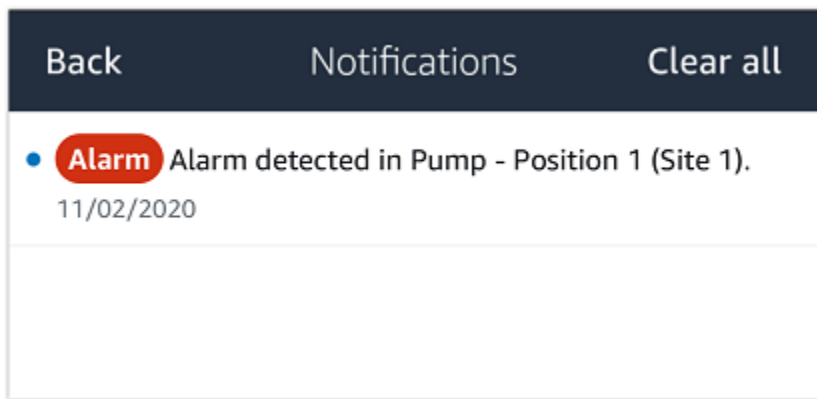 Back Notifications Clear all
Alarm Alarm detected in Pump - Position 1 (Site 1).
11/02/2020